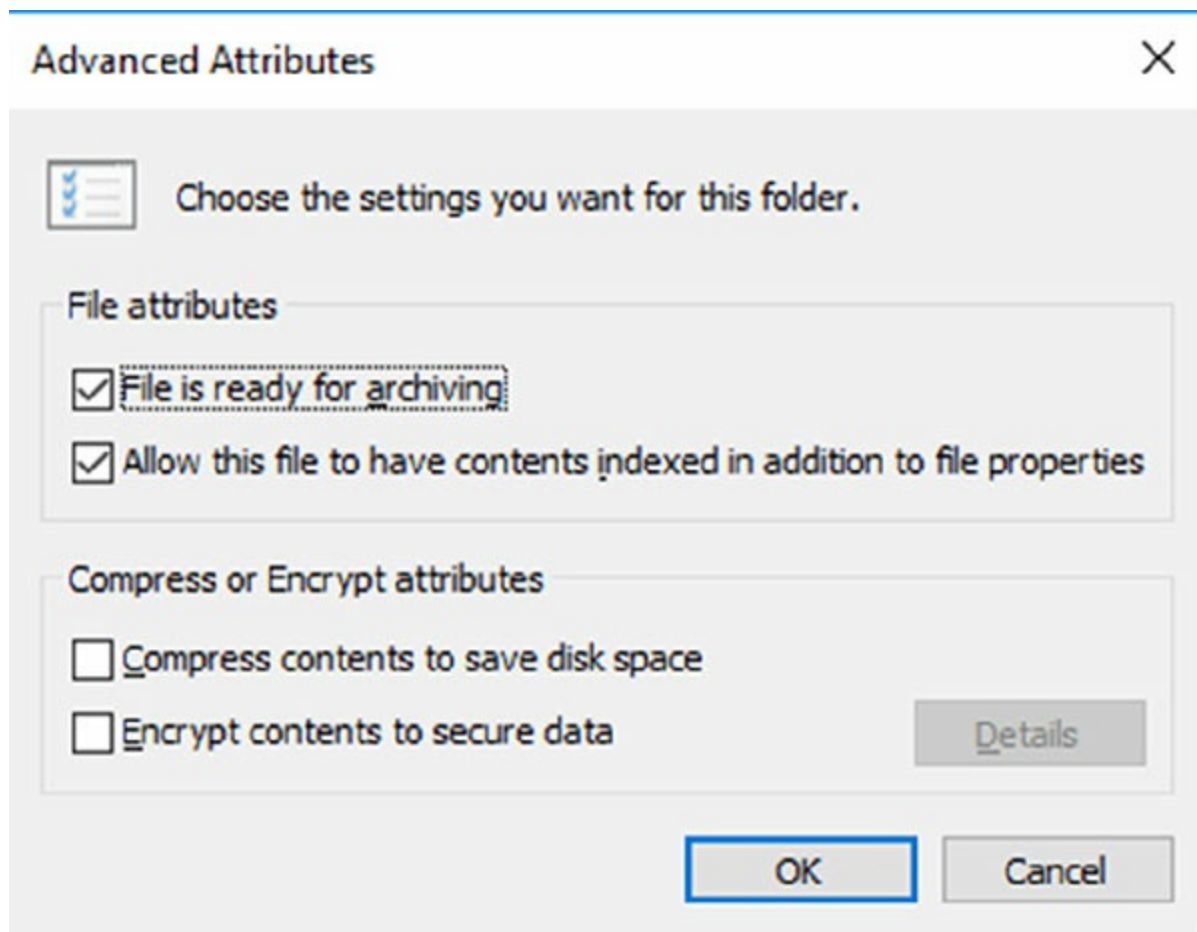 Advanced Attributes
Choose the settings you want for this folder.
File attributes
File is ready for archiving
Allow this file to have contents indexed in addition to file properties
Compress or Encrypt attributes
Compress contents to save disk space
Encrypt contents to secure data
Details
OK
Cancel